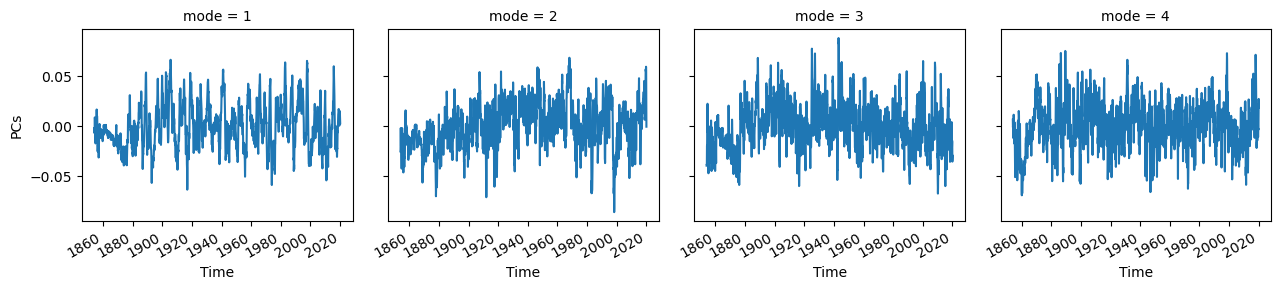 mode = 1 mode = 2 mode = 3 mode = 4
PCs
0.05
0.00
−0.05
1860 1880 1900 1920 1940 1960 1980 2000 2020
1860 1880 1900 1920 1940 1960 1980 2000 2020
1860 1880 1900 1920 1940 1960 1980 2000 2020
1860 1880 1900 1920 1940 1960 1980 2000 2020
Time Time Time Time